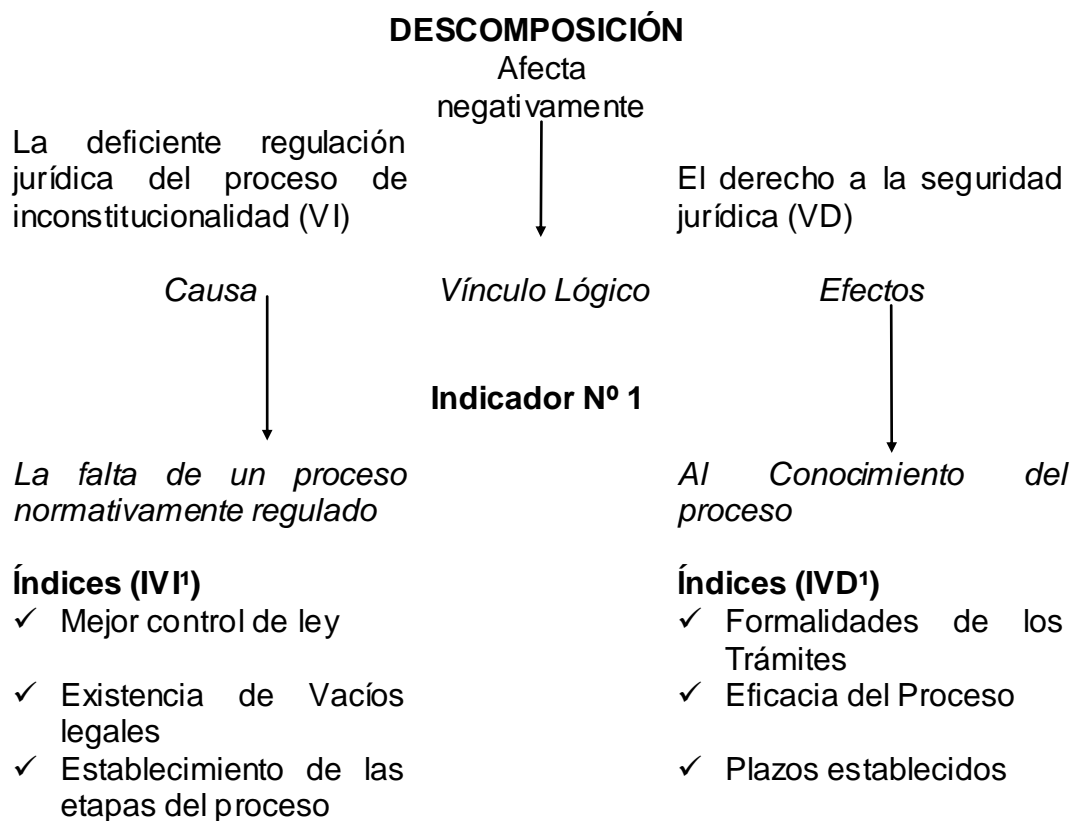 DESCOMPOSICIÓN
Afecta
negativamente
La deficiente regulación
jurídica del proceso de
inconstitucionalidad (VI)
El derecho a la seguridad
jurídica (VD)
Causa
Vínculo Lógico
Efectos
Indicador Nº 1
La falta de un proceso
normativamente regulado
Al Conocimiento del
proceso
Índices (IVI¹)
✓ Mejor control de ley
✓ Existencia de Vacíos
legales
✓ Establecimiento de las
etapas del proceso
Índices (IVD¹)
✓ Formalidades de los
Trámites
✓ Eficacia del Proceso
✓ Plazos establecidos